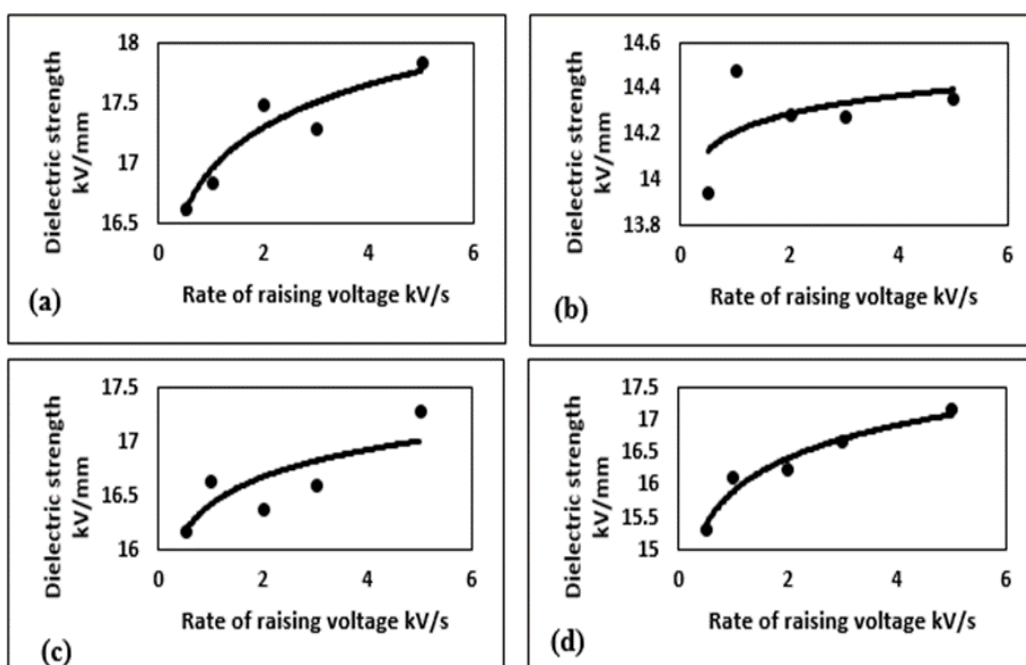 Dielectric strength
kV/mm
18
17.5
17
16.5
0
2
4
6
Rate of raising voltage kV/s
(a)
Dielectric strength
kV/mm
14.6
14.4
14.2
14
13.8
0
2
4
6
Rate of raising voltage kV/s
(b)
Dielectric strength
kV/mm
17.5
17
16.5
16
0
2
4
6
Rate of raising voltage kV/s
(c)
Dielectric strength
kV/mm
17.5
17
16.5
16
15.5
15
0
2
4
6
Rate of raising voltage kV/s
(d)